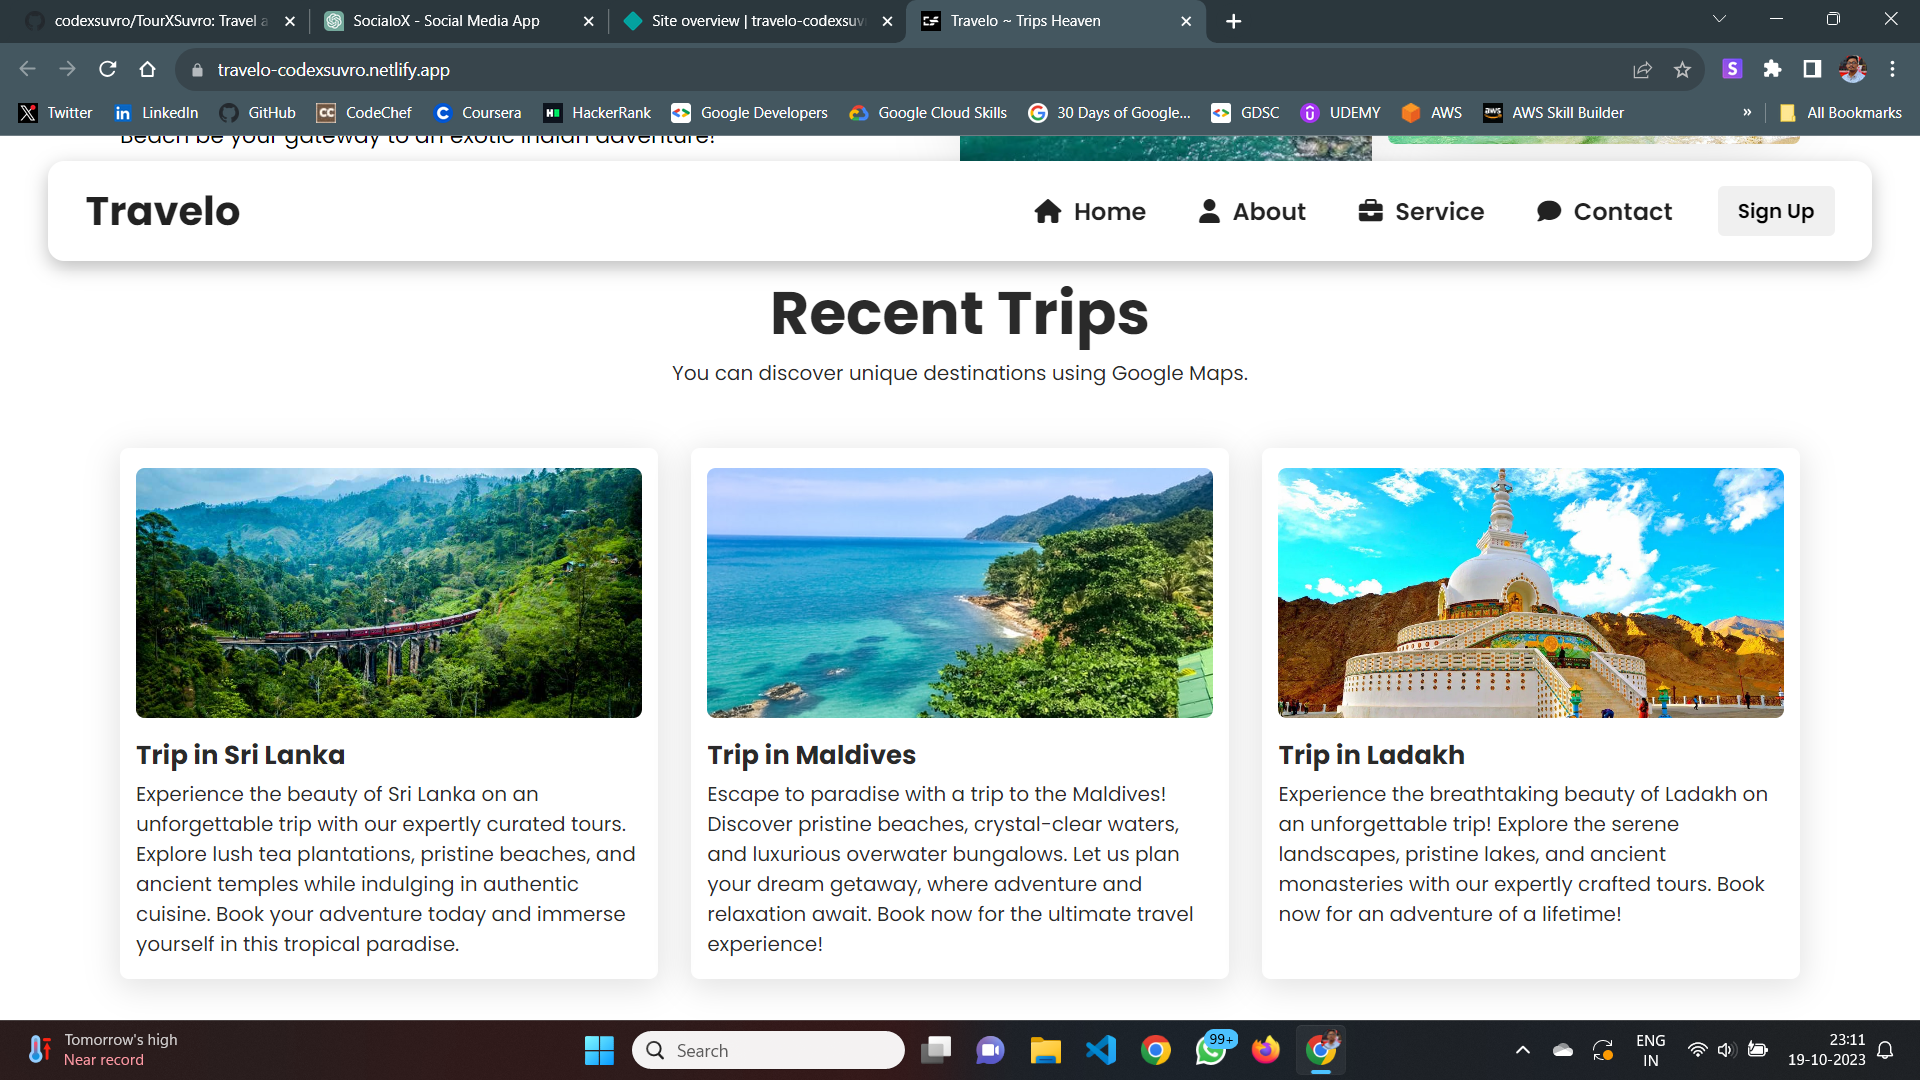 codexsuvro/TourXSuvro: Travel a
SocialoX - Social Media App
Site overview | travelo-codexsuv
Travelo ~ Trips Heaven
travelo-codexsuvro.netlify.app
S
Twitter
LinkedIn
GitHub
CodeChef
Coursera
HackerRank
Google Developers
Google Cloud Skills
30 Days of Google...
GDSC
UDEMY
AWS
AWS Skill Builder
»
All Bookmarks
Beach be your gateway to an exotic Indian adventure!
Travelo
Home
About
Service
Contact
Sign Up
Recent Trips
You can discover unique destinations using Google Maps.
Trip in Sri Lanka
Experience the beauty of Sri Lanka on an
unforgettable trip with our expertly curated tours.
Explore lush tea plantations, pristine beaches, and
ancient temples while indulging in authentic
cuisine. Book your adventure today and immerse
yourself in this tropical paradise.
Trip in Maldives
Escape to paradise with a trip to the Maldives!
Discover pristine beaches, crystal-clear waters,
and luxurious overwater bungalows. Let us plan
your dream getaway, where adventure and
relaxation await. Book now for the ultimate travel
experience!
Trip in Ladakh
Experience the breathtaking beauty of Ladakh on
an unforgettable trip! Explore the serene
landscapes, pristine lakes, and ancient
monasteries with our expertly crafted tours. Book
now for an adventure of a lifetime!
Tomorrow's high
Near record
Search
99+
ENG
IN
23:11
19-10-2023